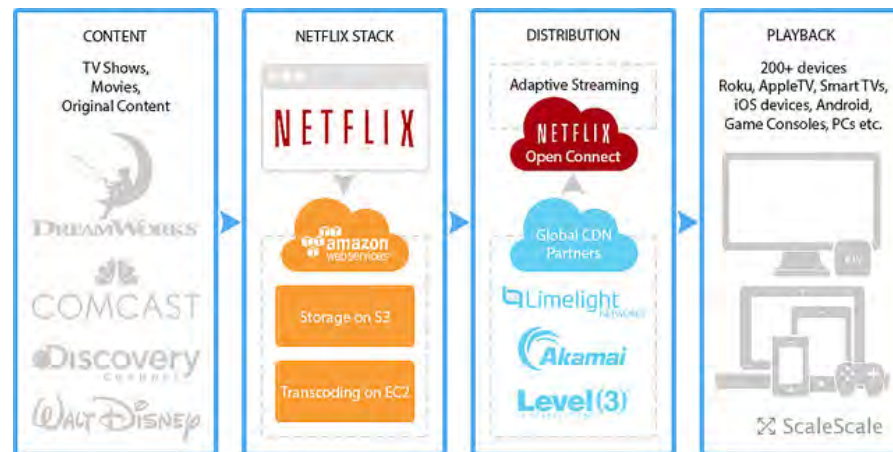 CONTENT
TV Shows,
Movies,
Original Content
DREAMWORKS
COMCAST
Discovery
CHANNEL
WALT DISNEY
NETFLIX STACK
NETFLIX
amazon
webservices
Storage on S3
Transcoding on EC2
DISTRIBUTION
Adaptive Streaming
NETFLIX
Open Connect
Global CDN
Partners
Limelight
NETWORKS
Akamai
Level(3)
PLAYBACK
200+ devices
Roku, AppleTV, Smart TVs,
iOS devices, Android,
Game Consoles, PCs etc.
ScaleScale